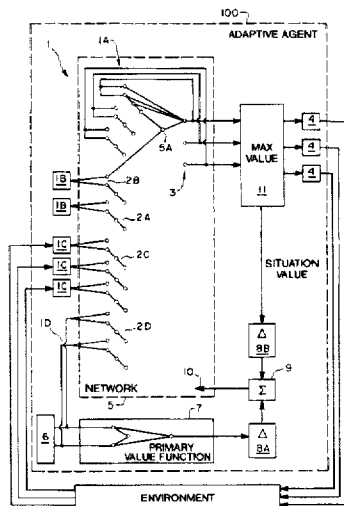 100
ADAPTIVE AGENT
1
1A
5A
3
1B
2B
1B
2A
1C
2C
1C
1C
1D
2D
MAX VALUE
11
4
4
4
SITUATION VALUE
Δ
8B
9
Σ
10
NETWORK
5
7
6
PRIMARY VALUE FUNCTION
Δ
8A
ENVIRONMENT